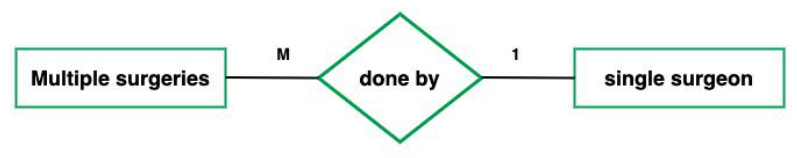 M
1
Multiple surgeries
done by
single surgeon